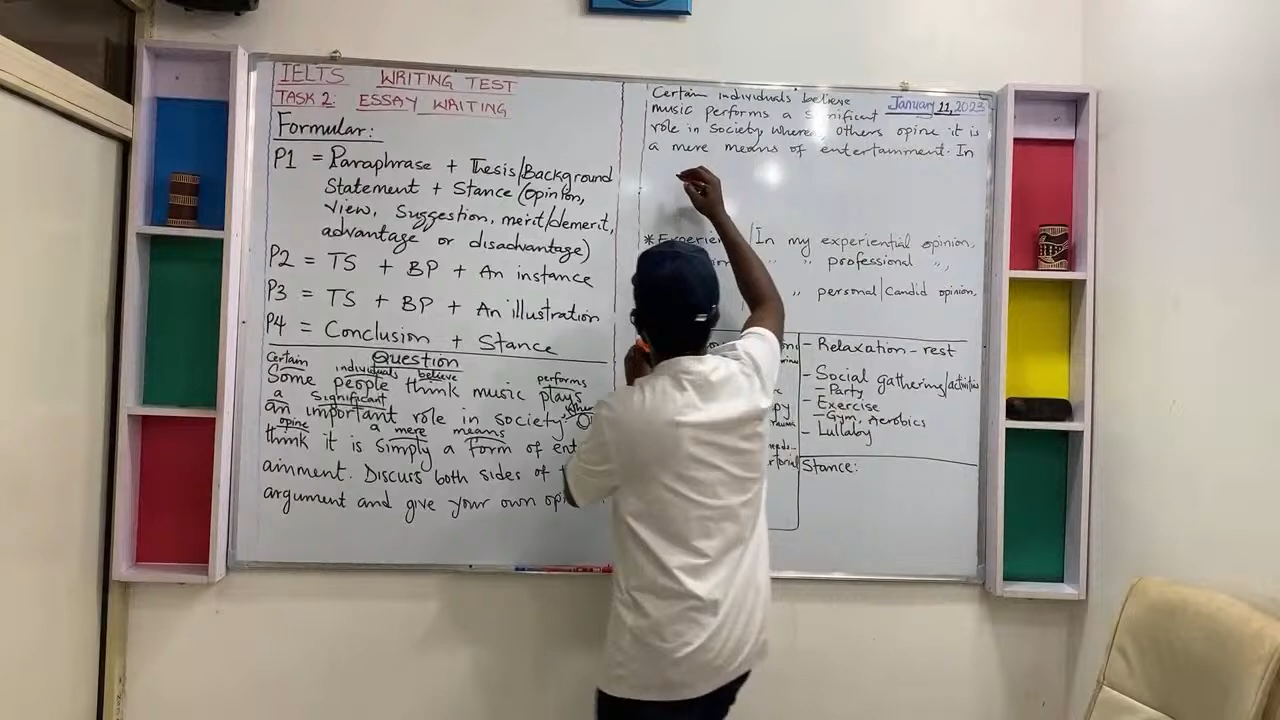 IELTS WRITING TEST
TASK 2: ESSAY WRITING
Formular:
P1 = Paraphrase + Thesis/Background
Statement + Stance (Opinion,
view, Suggestion, merit/demerit,
advantage or disadvantage)
P2 = TS + BP + An instance
P3 = TS + BP + An illustration
P4 = Conclusion + Stance
Question
Certain individuals believe performs
Some people think music plays
a significant
an important role in society
opine a mere means
think it is simply a form of
ainment. Discuss both sides of
argument and give your own
January 11, 2023
Certain individuals believe
music performs a significant
role in society, others opine it is
a mere means of entertainment. In
/In my experiential opinion,
" " professional ",
" personal/candid opinion,
- Relaxation - rest
- Social gathering/activities
- Party
- Exercise
- Gym, Aerobics
- Lullaby
Stance: